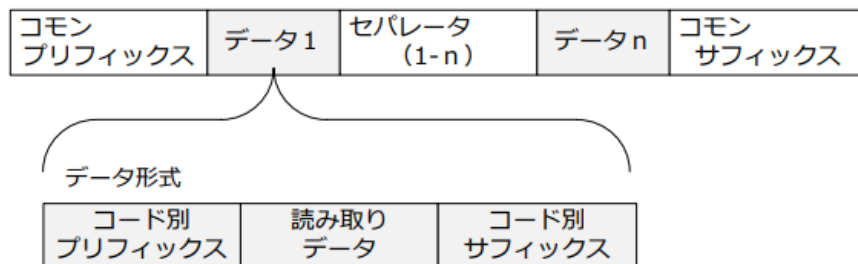 コモン
プリフィックス
データ1
セパレータ
(1-n)
データn
コモン
サフィックス
データ形式
コード別
プリフィックス
読み取り
データ
コード別
サフィックス